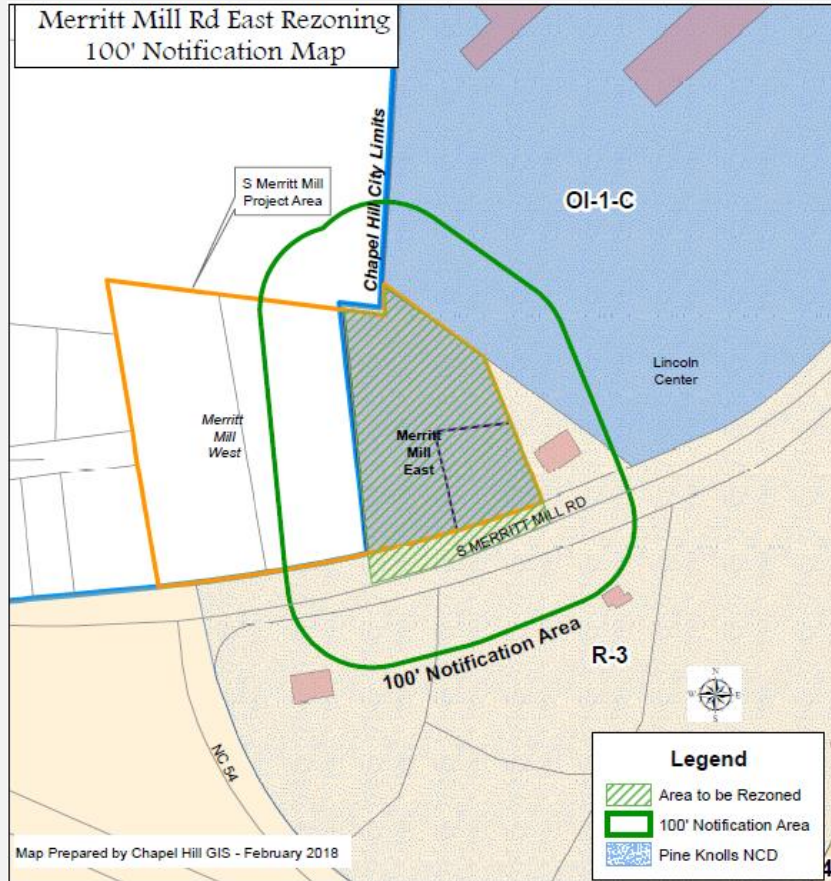 Merritt Mill Rd East Rezoning
100' Notification Map
S Merritt Mill
Project Area
Chapel Hill City Limits
OI-1-C
Lincoln
Center
Merritt
Mill
West
Merritt
Mill
East
S MERRITT MILL RD
100' Notification Area
R-3
N
W
E
S
NC 54
Legend
Area to be Rezoned
100' Notification Area
Pine Knolls NCD
Map Prepared by Chapel Hill GIS - February 2018
4